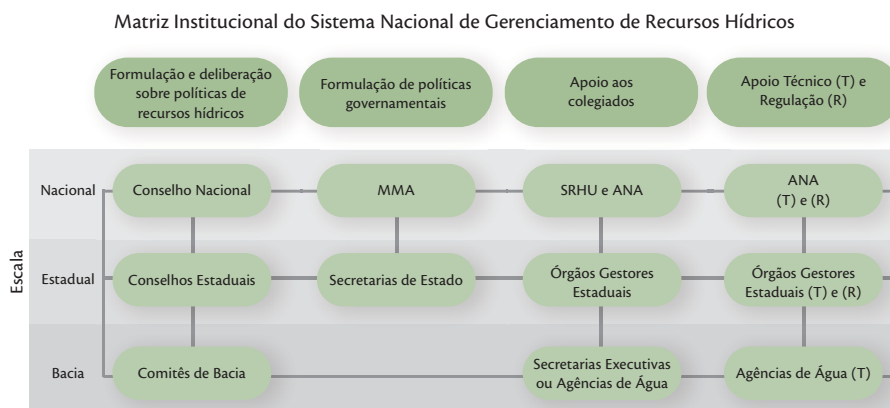 Matriz Institucional do Sistema Nacional de Gerenciamento de Recursos Hídricos
Formulação e deliberação
sobre políticas de
recursos hídricos
Formulação de políticas
governamentais
Apoio aos
colegiados
Apoio Técnico (T) e
Regulação (R)
Escala
Nacional
Conselho Nacional
MMA
SRHU e ANA
ANA
(T) e (R)
Estadual
Conselhos Estaduais
Secretarias de Estado
Órgãos Gestores
Estaduais
Órgãos Gestores
Estaduais (T) e (R)
Bacia
Comitês de Bacia
Secretarias Executivas
ou Agências de Água
Agências de Água (T)